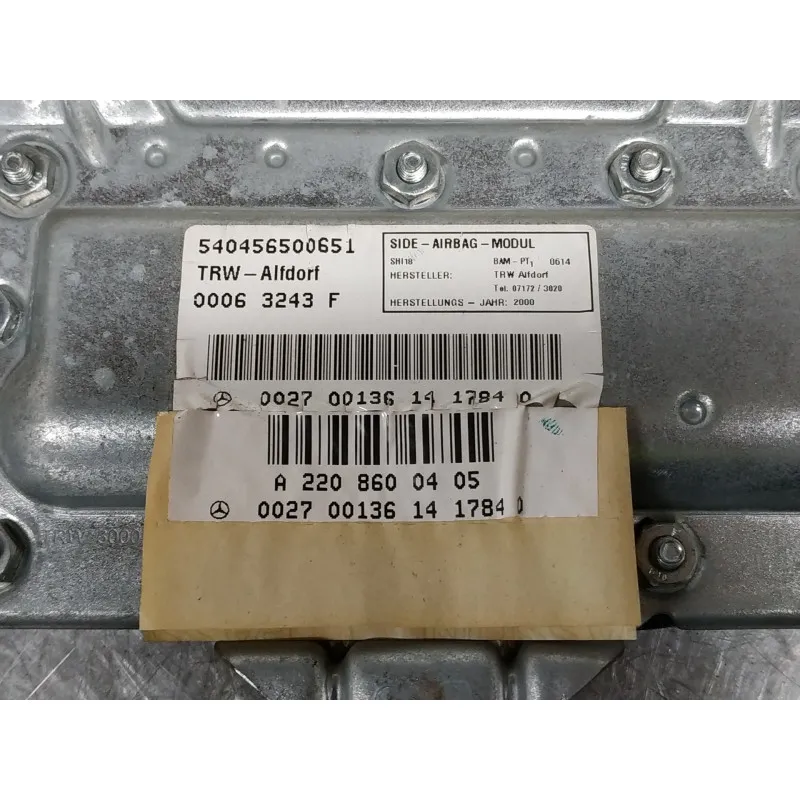 540456500651
TRW-Alfdorf
0006 3243 F
SIDE-AIRBAG-MODUL
SHI18 BAM-PT1 0614
HERSTELLER: TRW Alfdorf
Tel. 07172 / 3020
HERSTELLUNGS - JAHR: 2000
0027 00136 14 1784 0
A 220 860 04 05
0027 00136 14 1784 0